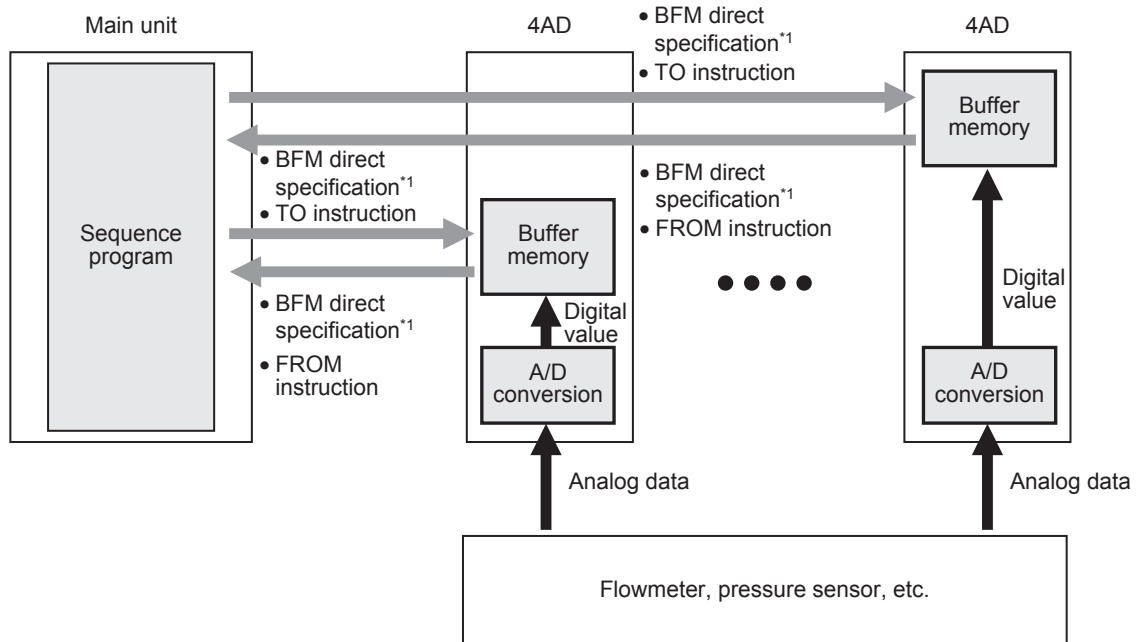 Main unit
4AD
• BFM direct
specification*1
• TO instruction
4AD
Sequence
program
• BFM direct
specification*1
• TO instruction
• BFM direct
specification*1
• FROM
instruction
Buffer
memory
Digital
value
A/D
conversion
• BFM direct
specification*1
• FROM instruction
Buffer
memory
Digital
value
A/D
conversion
Analog data
Analog data
Flowmeter, pressure sensor, etc.